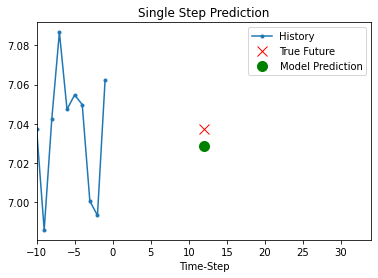 Single Step Prediction
History
True Future
Model Prediction
7.08
7.06
7.04
7.02
7.00
−10 −5 0 5 10 15 20 25 30
Time-Step